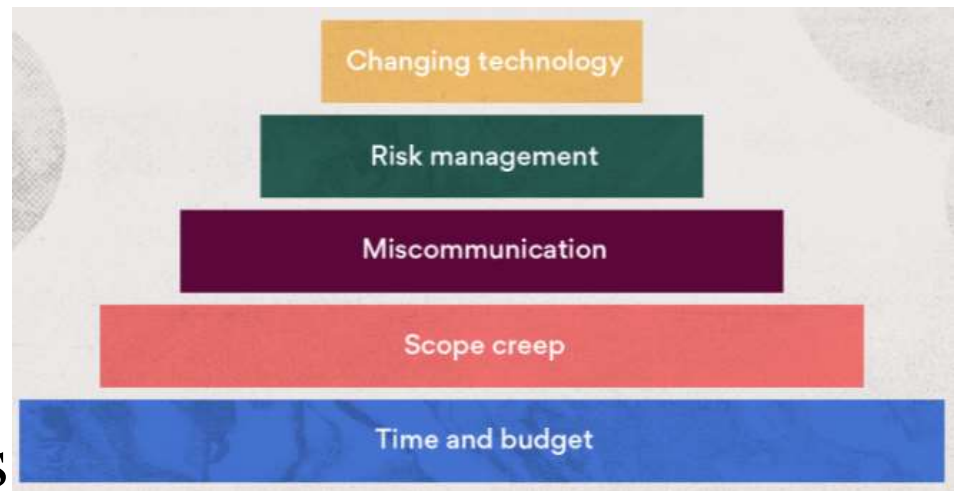 Changing technology
Risk management
Miscommunication
Scope creep
Time and budget
s